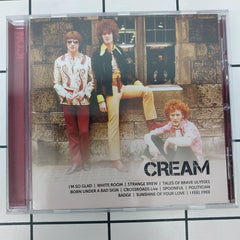 CREAM
I'M SO GLAD | WHITE ROOM | STRANGE BREW | TALES OF BRAVE ULYSSES
BORN UNDER A BAD SIGN | CROSSROADS Live | SPOONFUL | POLITICIAN
BADGE | SUNSHINE OF YOUR LOVE | I FEEL FREE